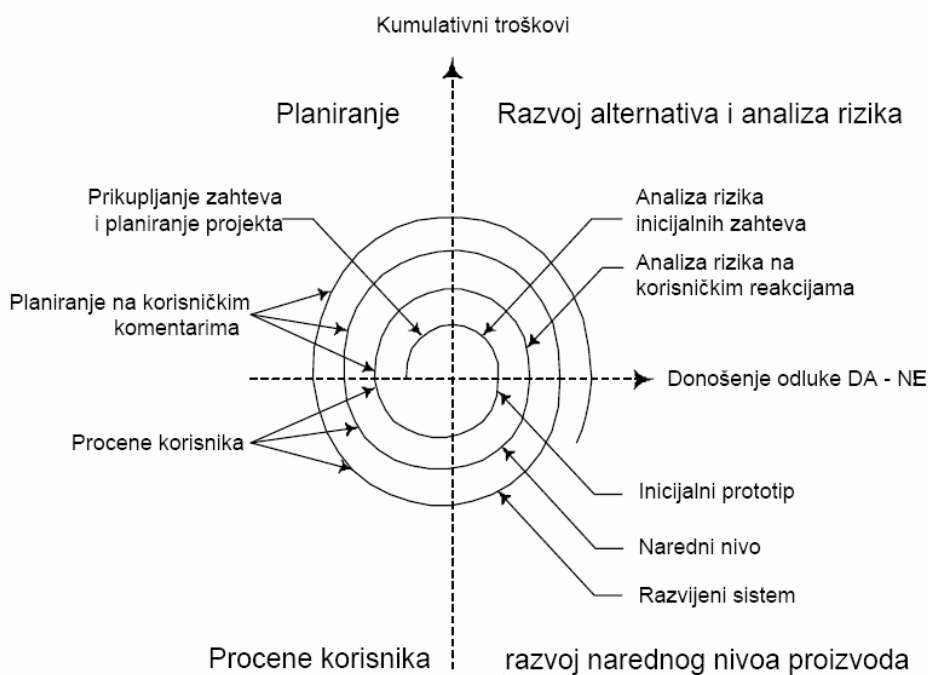 Kumulativni troškovi
Planiranje
Razvoj alternativa i analiza rizika
Prikupljanje zahteva
i planiranje projekta
Analiza rizika
inicijalnih zahteva
Analiza rizika na
korisničkim reakcijama
Planiranje na korisničkim
komentarima
Donošenje odluke DA - NE
Procene korisnika
Inicijalni prototip
Naredni nivo
Razvijeni sistem
Procene korisnika
razvoj narednog nivoa proizvoda